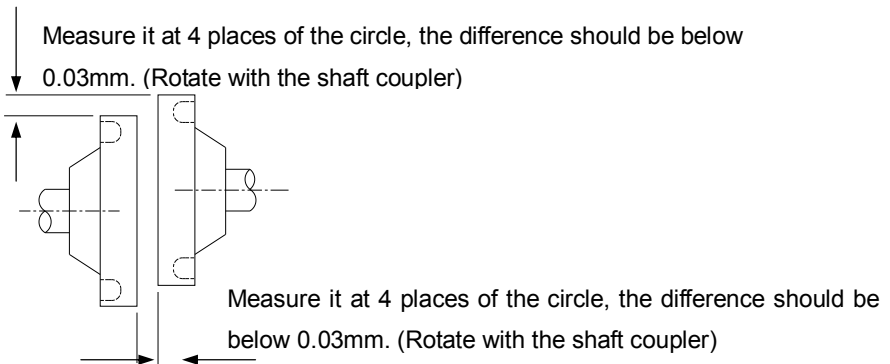 Measure it at 4 places of the circle, the difference should be below
0.03mm. (Rotate with the shaft coupler)
Measure it at 4 places of the circle, the difference should be
below 0.03mm. (Rotate with the shaft coupler)